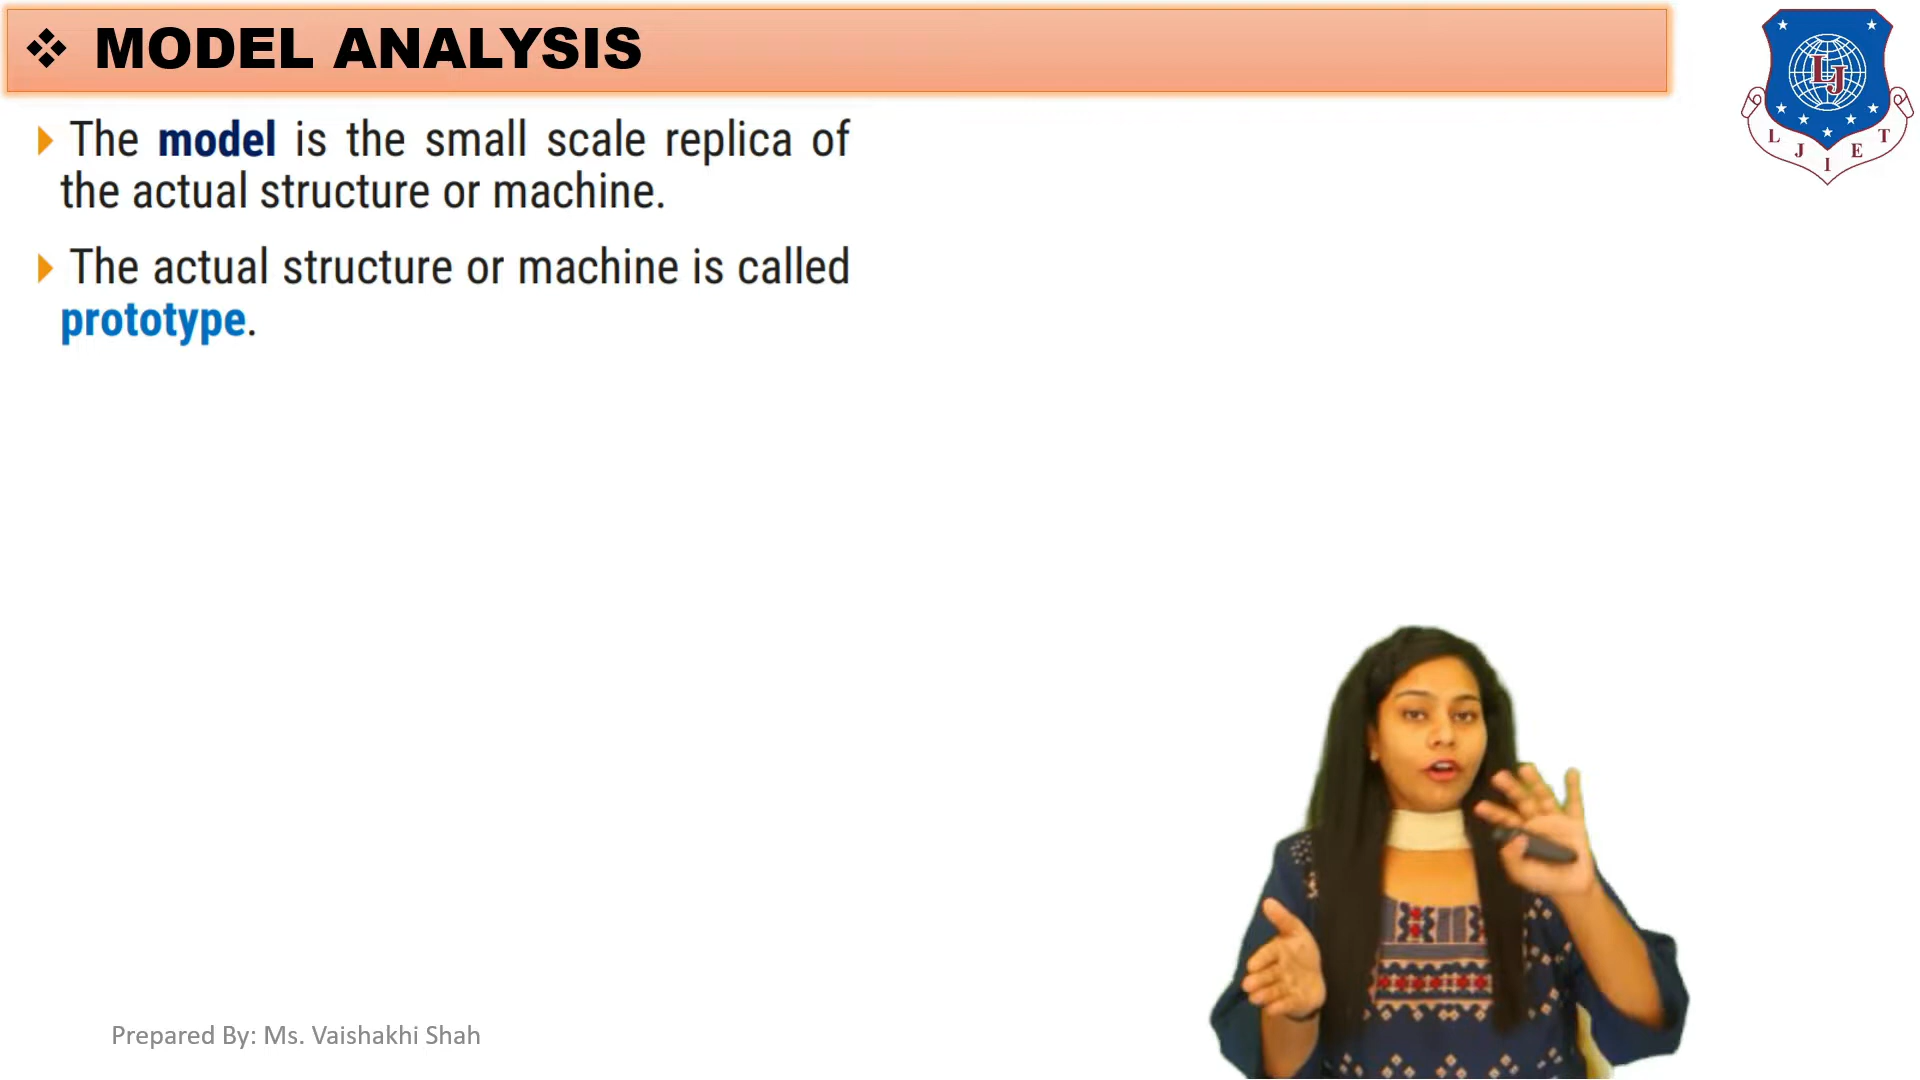 MODEL ANALYSIS
The model is the small scale replica of
the actual structure or machine.
The actual structure or machine is called
prototype.
LJ
L J I E T
Prepared By: Ms. Vaishakhi Shah